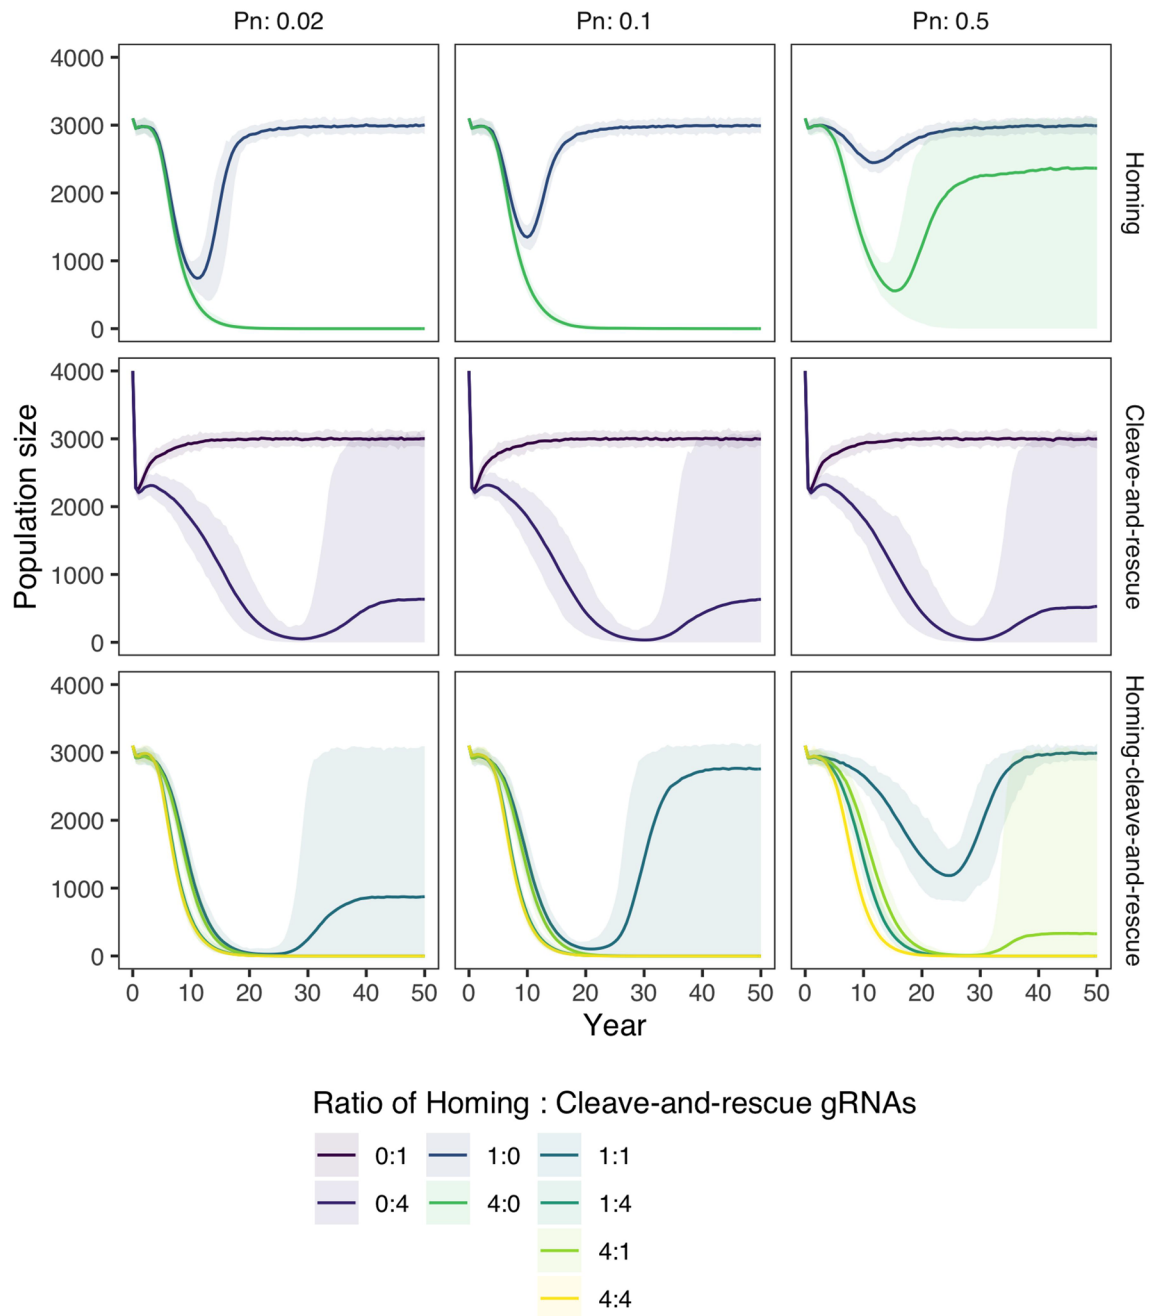 Pn: 0.02 Pn: 0.1 Pn: 0.5
4000
3000
2000
1000
0
Homing
4000
3000
2000
1000
0
Cleave-and-rescue
4000
3000
2000
1000
0
Homing-cleave-and-rescue
Population size
0 10 20 30 40 50 0 10 20 30 40 50 0 10 20 30 40 50
Year
Ratio of Homing : Cleave-and-rescue gRNAs
0:1 1:0 1:1
0:4 4:0 1:4
4:1
4:4